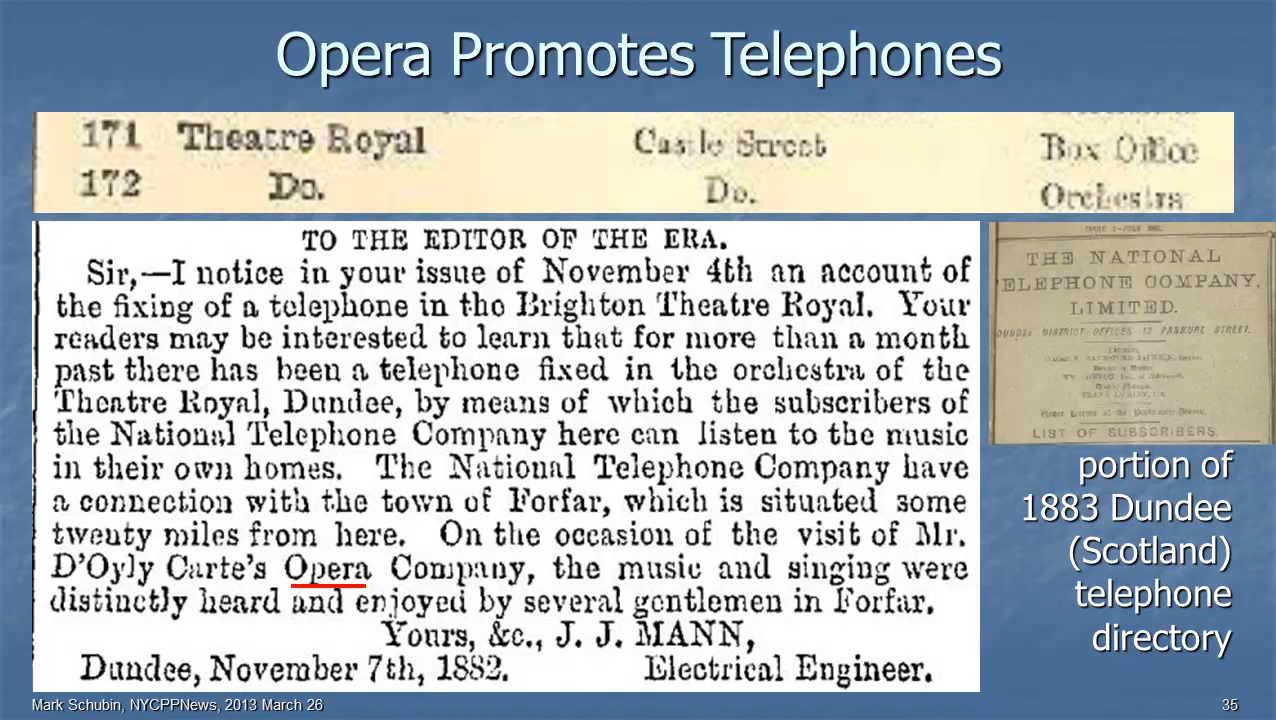 Opera Promotes Telephones
171 Theatre Royal Castle Street Box Office
172 Do. Do. Orchestra
TO THE EDITOR OF THE ERA.
Sir,—I notice in your issue of November 4th an account of
the fixing of a telephone in the Brighton Theatre Royal. Your
readers may be interested to learn that for more than a month
past there has been a telephone fixed in the orchestra of the
Theatre Royal, Dundee, by means of which the subscribers of
the National Telephone Company here can listen to the music
in their own homes. The National Telephone Company have
a connection with the town of Forfar, which is situated some
twenty miles from here. On the occasion of the visit of Mr.
D'Oyly Carte's Opera Company, the music and singing were
distinctly heard and enjoyed by several gentlemen in Forfar.
Yours, &c., J. J. MANN,
Dundee, November 7th, 1882. Electrical Engineer.
THE NATIONAL
TELEPHONE COMPANY,
LIMITED.
DUNDEE DISTRICT OFFICES 12 PANMURE STREET.
LIST OF SUBSCRIBERS.
portion of
1883 Dundee
(Scotland)
telephone
directory
Mark Schubin, NYCPPNews, 2013 March 26
35